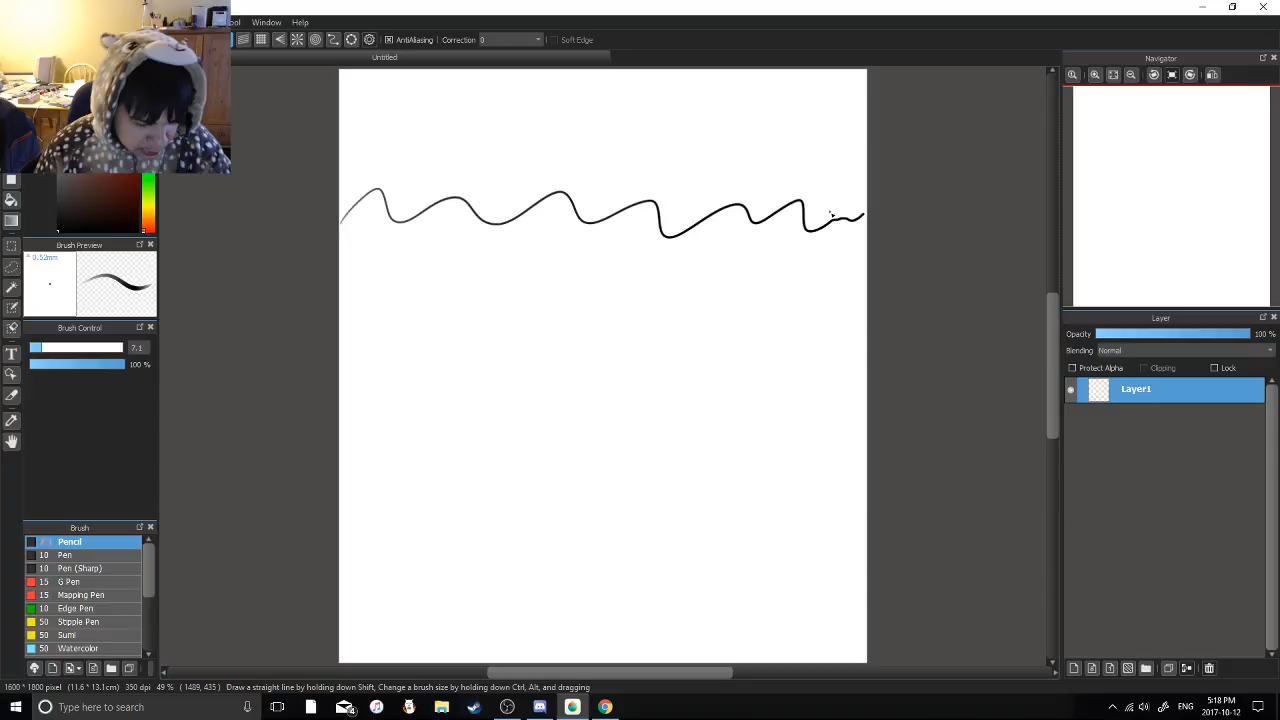 ool Window Help
AntiAliasing Correction 0 Soft Edge
Untitled
Navigator
Brush Preview
0.52mm
Brush Control
7.1
100 %
Layer
Opacity 100 %
Blending Normal
Protect Alpha Clipping Lock
Layer1
Brush
Pencil
10 Pen
10 Pen (Sharp)
15 G Pen
15 Mapping Pen
10 Edge Pen
50 Stipple Pen
50 Sumi
50 Watercolor
1600 * 1800 pixel (11.6 * 13.1cm) 350 dpi 49 % ( 1489, 435 ) Draw a straight line by holding down Shift, Change a brush size by holding down Ctrl, Alt, and dragging
Type here to search
4
ENG
5:18 PM
2017-10-12